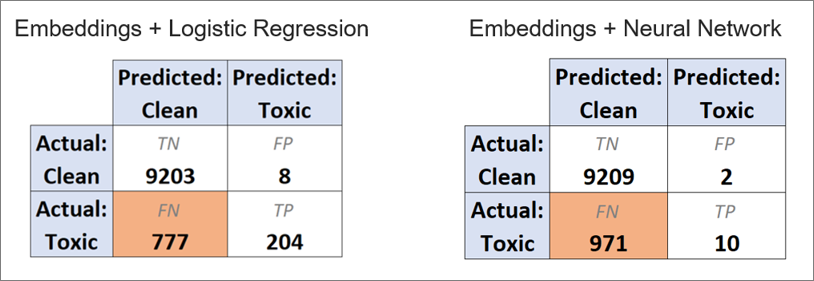 Embeddings + Logistic Regression
Predicted: Clean Predicted: Toxic
Actual: Clean TN 9203 FP 8
Actual: Toxic FN 777 TP 204
Embeddings + Neural Network
Predicted: Clean Predicted: Toxic
Actual: Clean TN 9209 FP 2
Actual: Toxic FN 971 TP 10